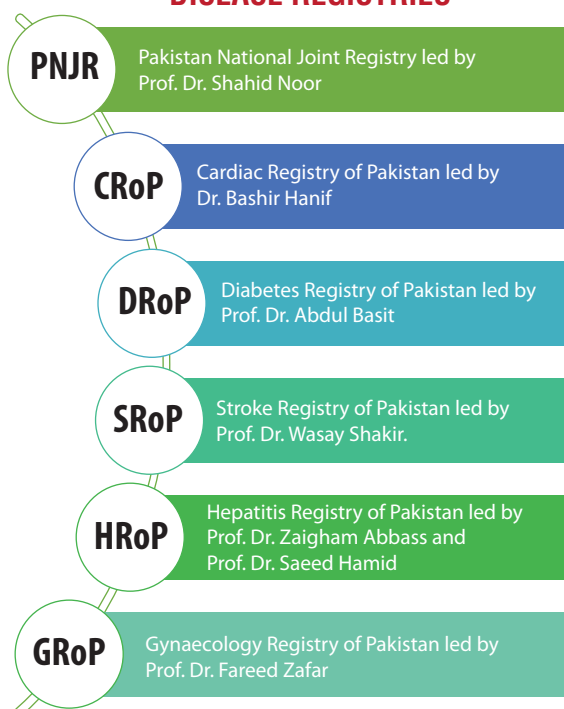 DISEASE REGISTRIES
PNJR
Pakistan National Joint Registry led by
Prof. Dr. Shahid Noor
CRoP
Cardiac Registry of Pakistan led by
Dr. Bashir Hanif
DRoP
Diabetes Registry of Pakistan led by
Prof. Dr. Abdul Basit
SRoP
Stroke Registry of Pakistan led by
Prof. Dr. Wasay Shakir.
HRoP
Hepatitis Registry of Pakistan led by
Prof. Dr. Zaigham Abbass and
Prof. Dr. Saeed Hamid
GRoP
Gynaecology Registry of Pakistan led by
Prof. Dr. Fareed Zafar